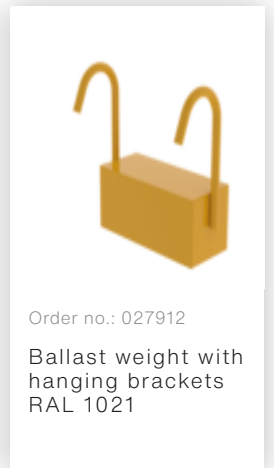 Order no.: 027912
Ballast weight with
hanging brackets
RAL 1021